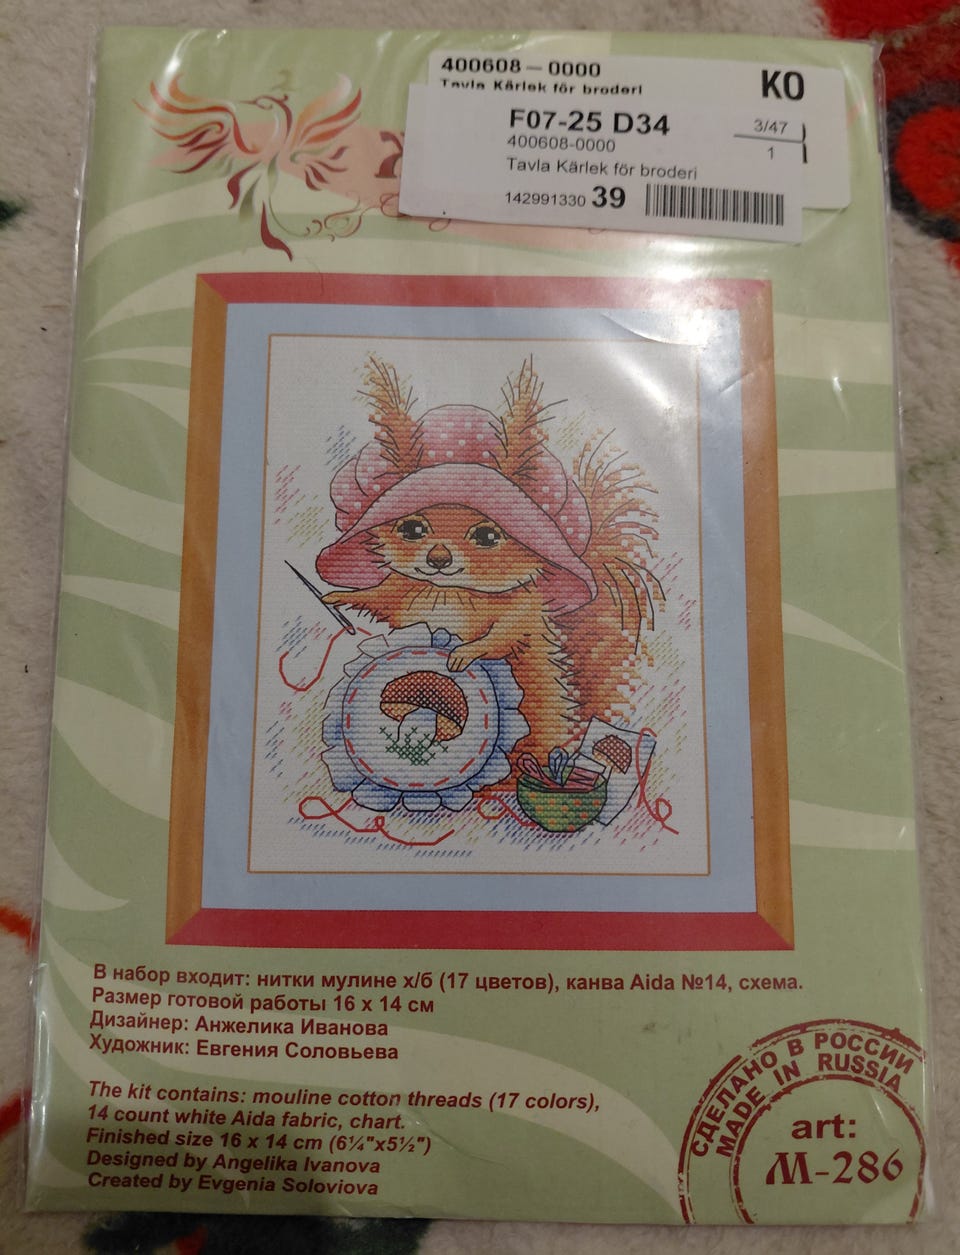 400608-0000
KO
Tavla Kärlek för broderi
F07-25 D34
3/47
1
400608-0000
Tavla Kärlek för broderi
142991330 39
В набор входит: нитки мулине х/б (17 цветов), канва Aida №14, схема.
Размер готовой работы 16 х 14 см
Дизайнер: Анжелика Иванова
Художник: Евгения Соловьева
The kit contains: mouline cotton threads (17 colors),
14 count white Aida fabric, chart.
Finished size 16 x 14 cm (6¼"x5½")
Designed by Angelika Ivanova
Created by Evgenia Soloviova
СДЕЛАНО В РОССИИ
MADE IN RUSSIA
art:
М-286